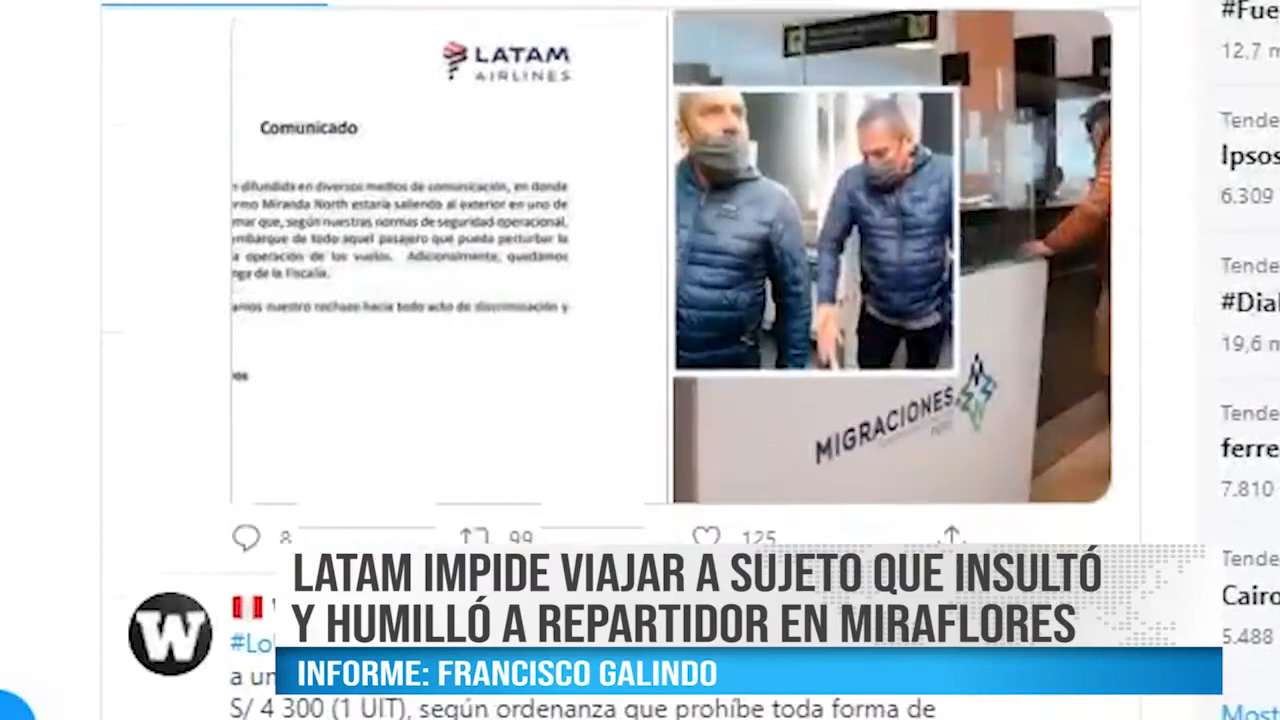 LATAM
AIRLINES
Comunicado
difundida en diversos medios de comunicación, en donde
ermo Miranda North estaría saliendo al exterior en uno de
mar que, según nuestras normas de seguridad operacional,
mbarque de todo aquel pasajero que pueda perturbar la
a operación de los vuelos. Adicionalmente, quedamos
nga de la Fiscalía.
amos nuestro rechazo hacia todo acto de discriminación y
MIGRACIONES
PERÚ
8
99
125
#Fue
12,7 m
Tende
Ipsos
6.309
Tende
#Dial
19,6 m
Tende
ferre
7.810
Tende
Cairo
5.488
Most
LATAM IMPIDE VIAJAR A SUJETO QUE INSULTÓ
Y HUMILLÓ A REPARTIDOR EN MIRAFLORES
INFORME: FRANCISCO GALINDO
W
#Lo
a un
S/ 4 300 (1 UIT), según ordenanza que prohíbe toda forma de